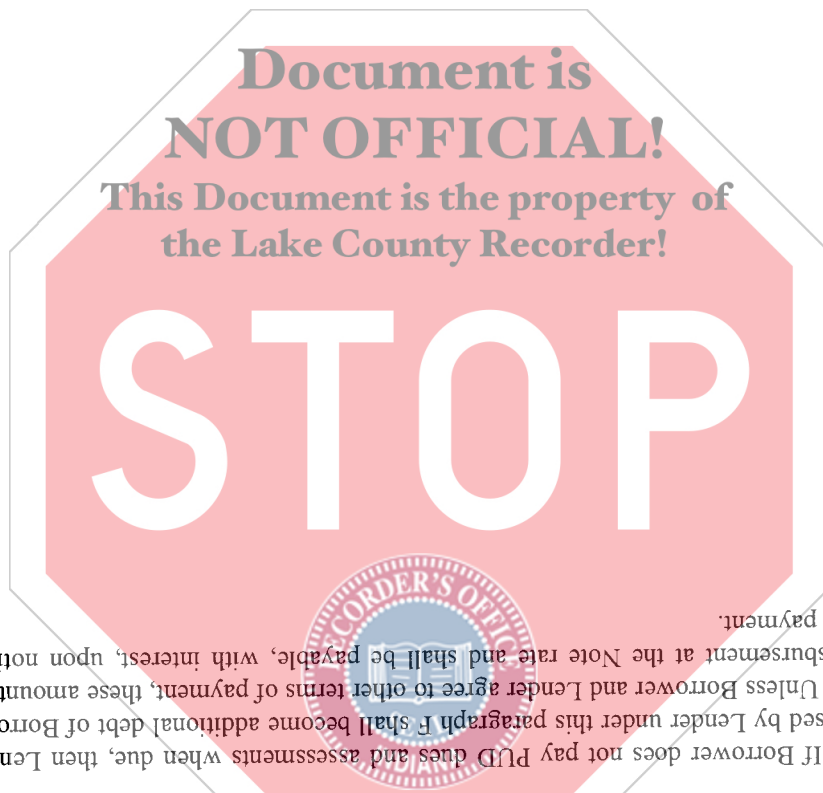 Document is
NOT OFFICIAL!
This Document is the property of
the Lake County Recorder!
STOP
RECORDER'S OFFICE
INDIANA
If Borrower does not pay PUD dues and assessments when due, then Len
sed by Lender under this paragraph F shall become additional debt of Borro
Unless Borrower and Lender agree to other terms of payment, these amount
sbursement at the Note rate and shall be payable, with interest, upon noti
payment.